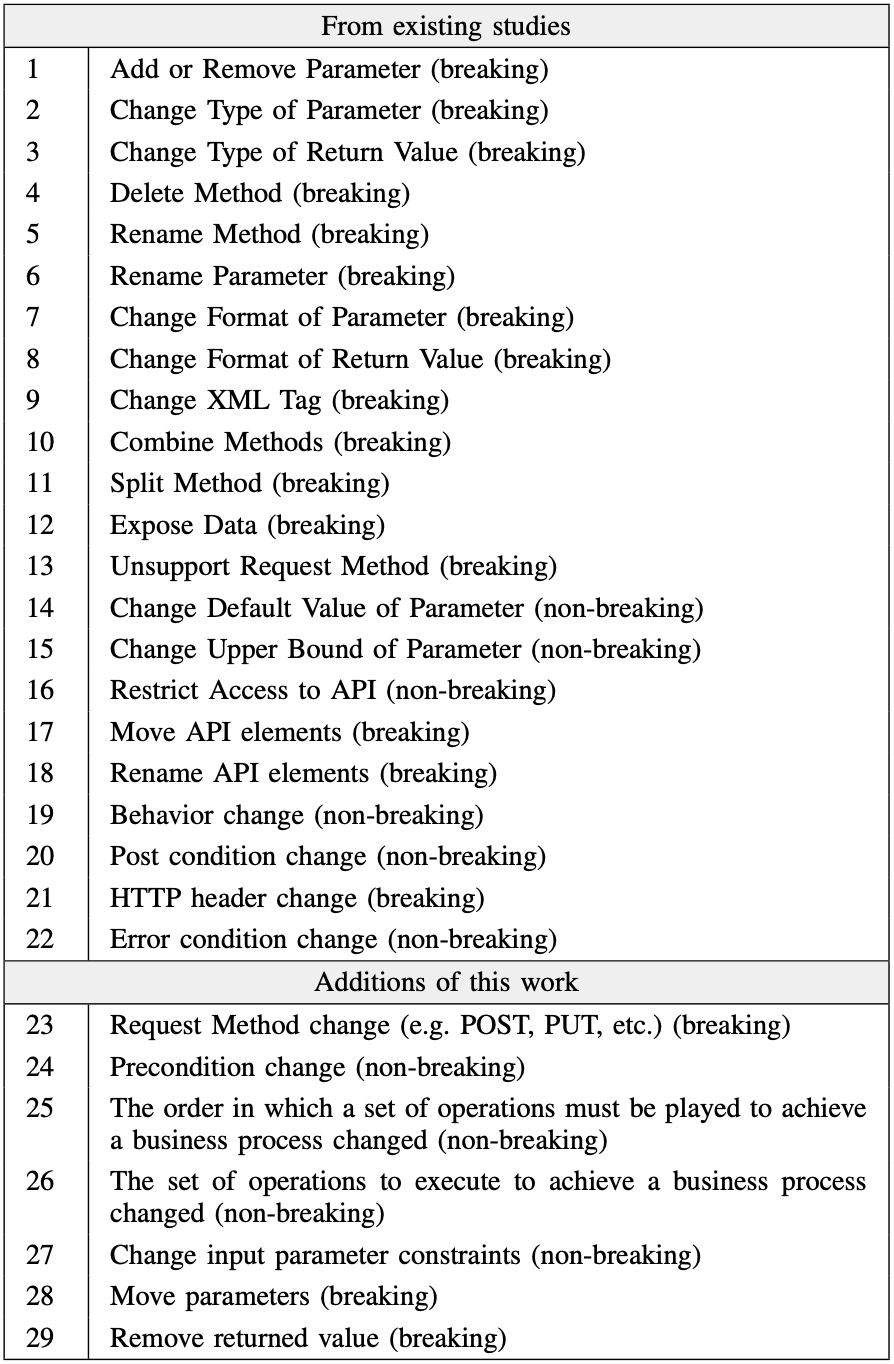 From existing studies
1 Add or Remove Parameter (breaking)
2 Change Type of Parameter (breaking)
3 Change Type of Return Value (breaking)
4 Delete Method (breaking)
5 Rename Method (breaking)
6 Rename Parameter (breaking)
7 Change Format of Parameter (breaking)
8 Change Format of Return Value (breaking)
9 Change XML Tag (breaking)
10 Combine Methods (breaking)
11 Split Method (breaking)
12 Expose Data (breaking)
13 Unsupport Request Method (breaking)
14 Change Default Value of Parameter (non-breaking)
15 Change Upper Bound of Parameter (non-breaking)
16 Restrict Access to API (non-breaking)
17 Move API elements (breaking)
18 Rename API elements (breaking)
19 Behavior change (non-breaking)
20 Post condition change (non-breaking)
21 HTTP header change (breaking)
22 Error condition change (non-breaking)
Additions of this work
23 Request Method change (e.g. POST, PUT, etc.) (breaking)
24 Precondition change (non-breaking)
25 The order in which a set of operations must be played to achieve
a business process changed (non-breaking)
26 The set of operations to execute to achieve a business process
changed (non-breaking)
27 Change input parameter constraints (non-breaking)
28 Move parameters (breaking)
29 Remove returned value (breaking)